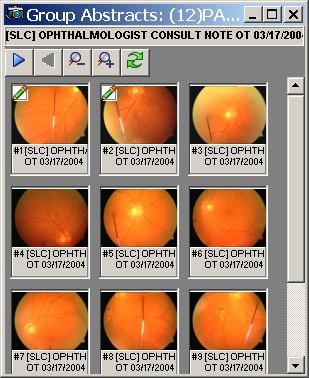 Group Abstracts: (12)PA...
[SLC] OPHTHALMOLOGIST CONSULT NOTE OT 03/17/200
#1 [SLC] OPHTH
OT 03/17/2004
#2 [SLC] OPHTH
OT 03/17/2004
#3 [SLC] OPHTH
OT 03/17/2004
#4 [SLC] OPHTH
OT 03/17/2004
#5 [SLC] OPHTH
OT 03/17/2004
#6 [SLC] OPHTH
OT 03/17/2004
#7 [SLC] OPHTH
OT 03/17/2004
#8 [SLC] OPHTH
OT 03/17/2004
#9 [SLC] OPHTH
OT 03/17/2004